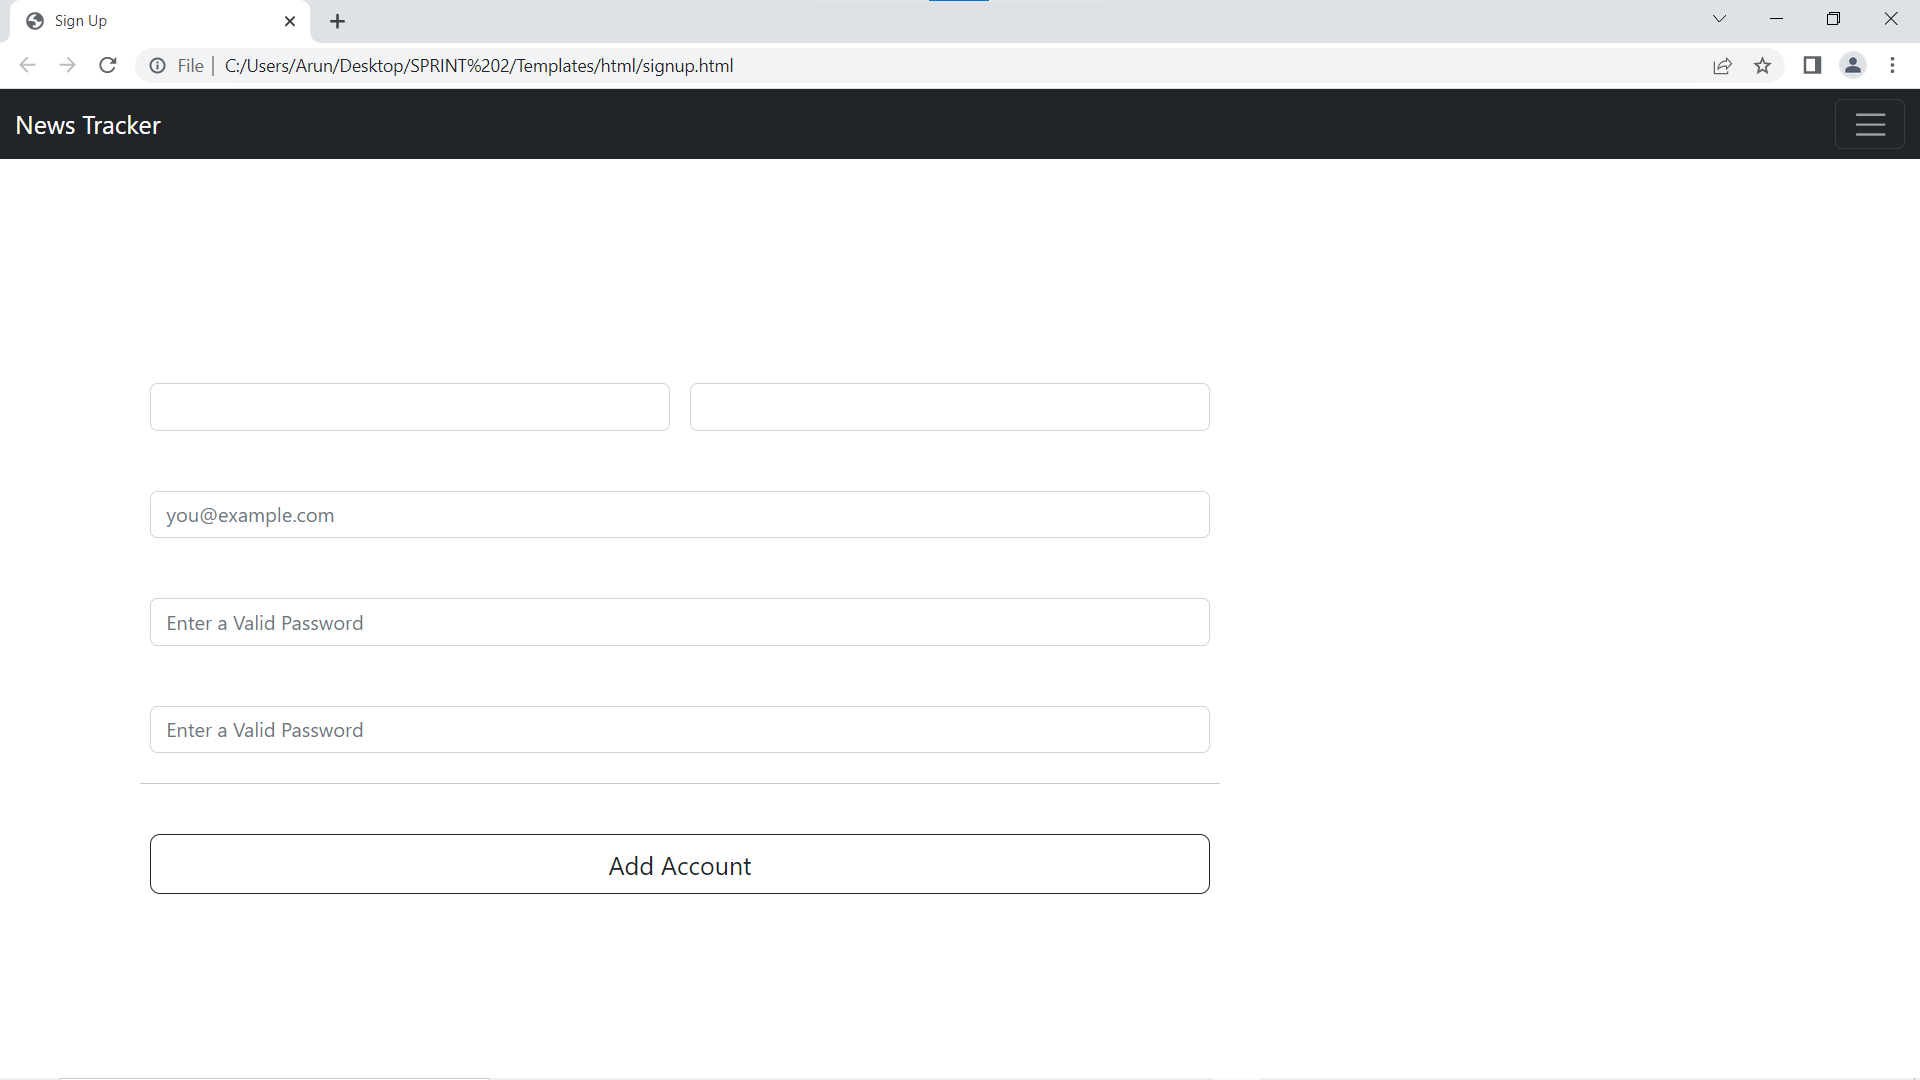 Sign Up
File
C:/Users/Arun/Desktop/SPRINT%202/Templates/html/signup.html
News Tracker
you@example.com
Enter a Valid Password
Enter a Valid Password
Add Account